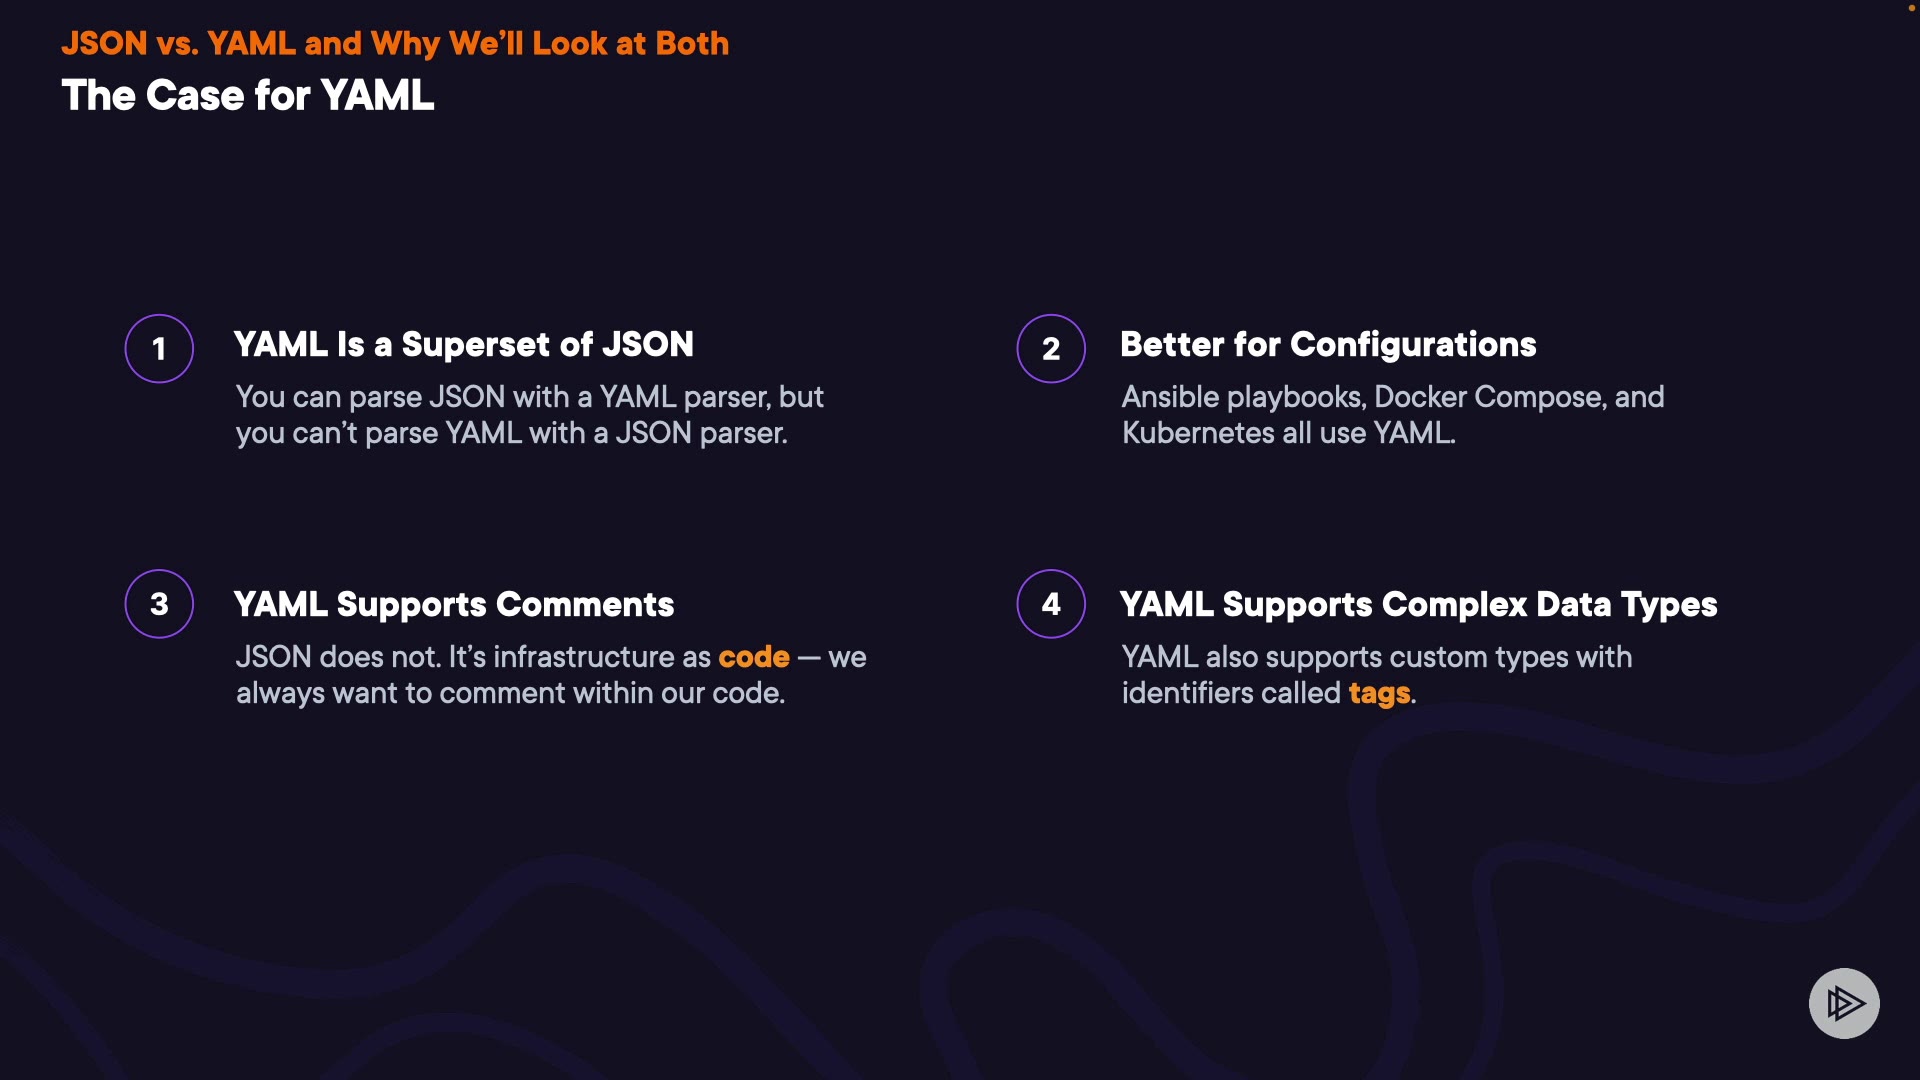 JSON vs. YAML and Why We’ll Look at Both
The Case for YAML
1
YAML Is a Superset of JSON
You can parse JSON with a YAML parser, but
you can’t parse YAML with a JSON parser.
2
Better for Configurations
Ansible playbooks, Docker Compose, and
Kubernetes all use YAML.
3
YAML Supports Comments
JSON does not. It’s infrastructure as code — we
always want to comment within our code.
4
YAML Supports Complex Data Types
YAML also supports custom types with
identifiers called tags.